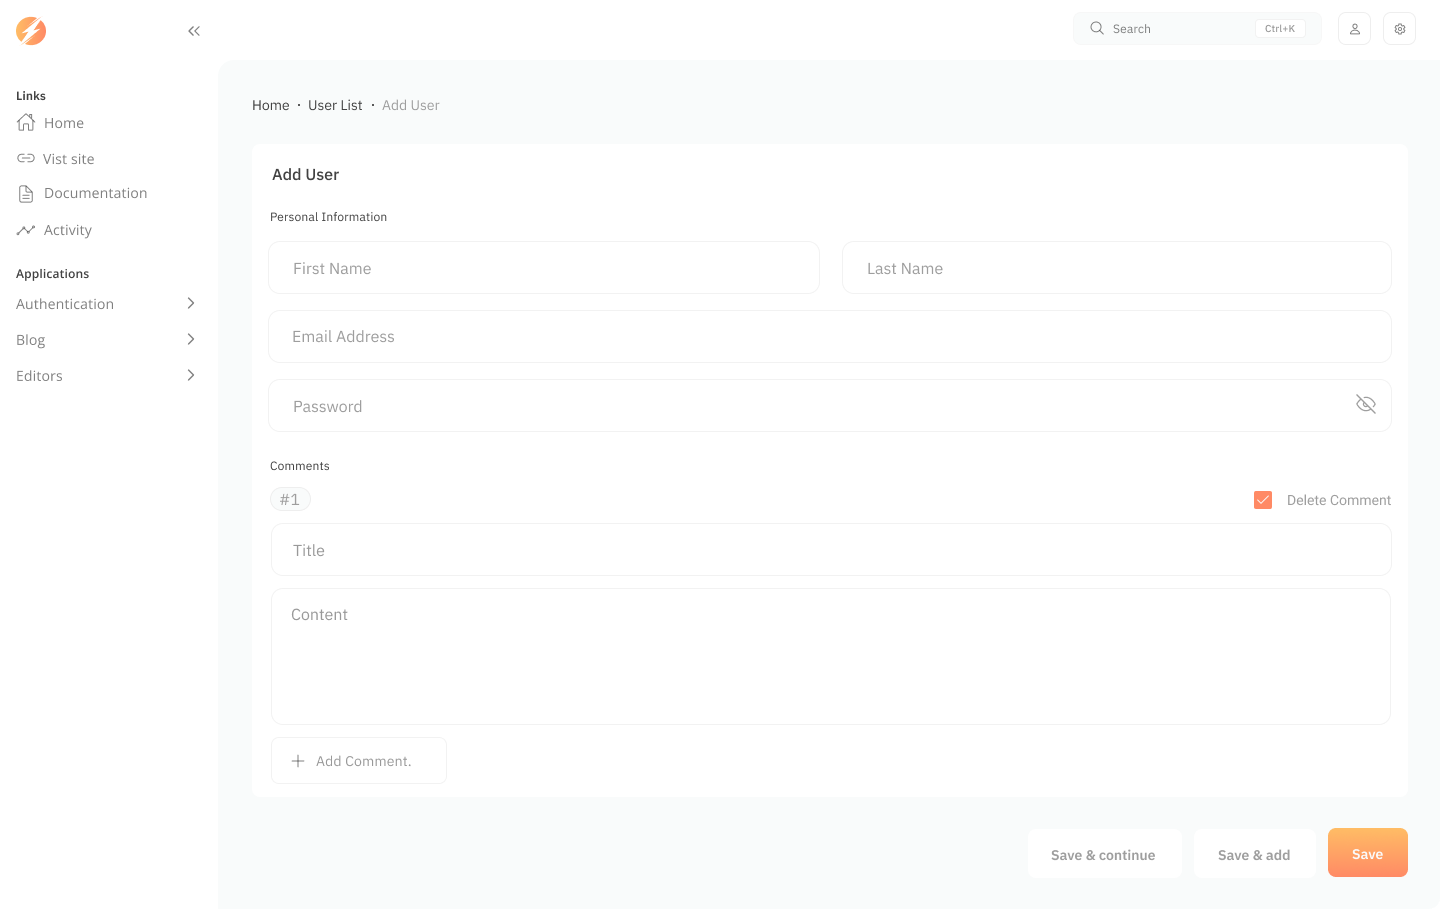 Search
Ctrl+K
Links
Home
Vist site
Documentation
Activity
Applications
Authentication
Blog
Editors
Home · User List · Add User
Add User
Personal Information
First Name
Last Name
Email Address
Password
Comments
#1
Delete Comment
Title
Content
Add Comment.
Save & continue
Save & add
Save